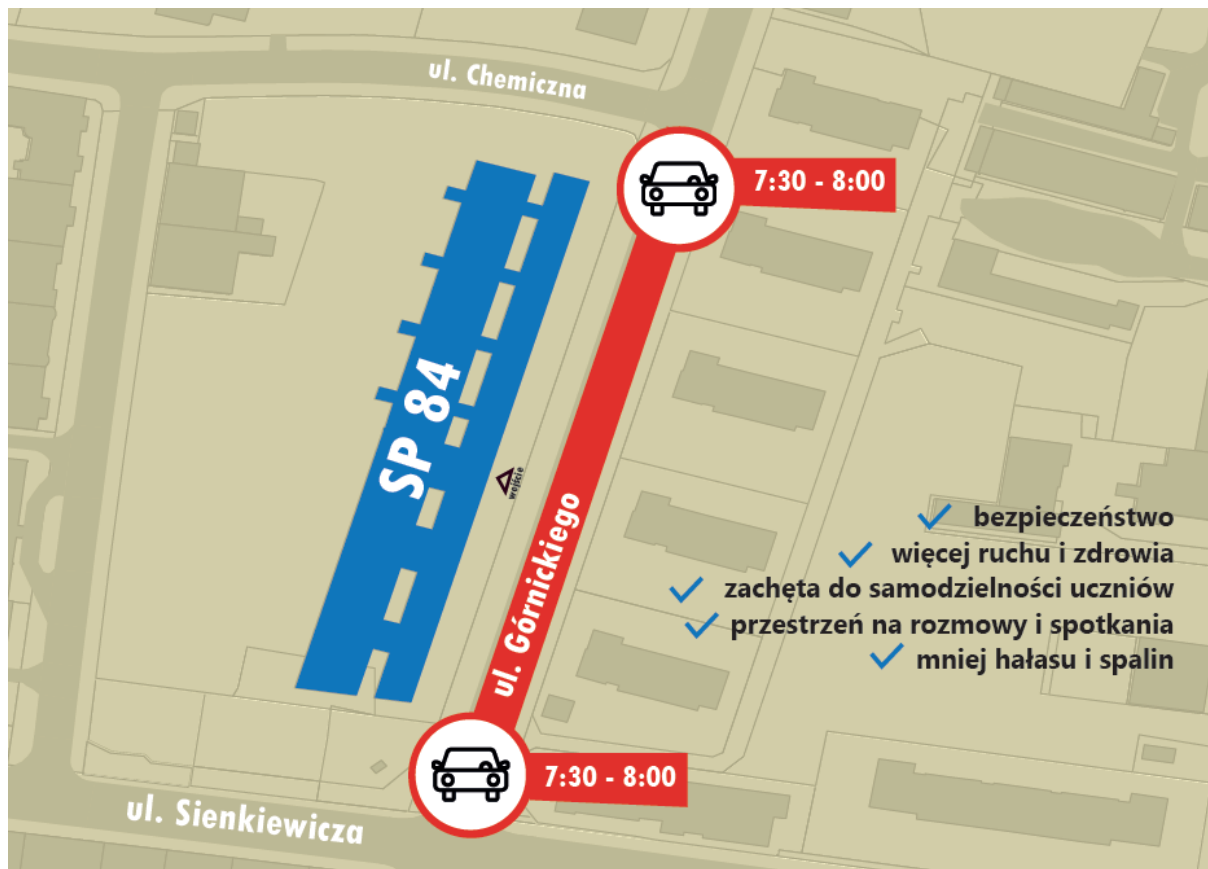 ul. Chemiczna
7:30 - 8:00
SP 84
wejście
ul. Górnickiego
bezpieczeństwo
więcej ruchu i zdrowia
zachęta do samodzielności uczniów
przestrzeń na rozmowy i spotkania
mniej hałasu i spalin
7:30 - 8:00
ul. Sienkiewicza